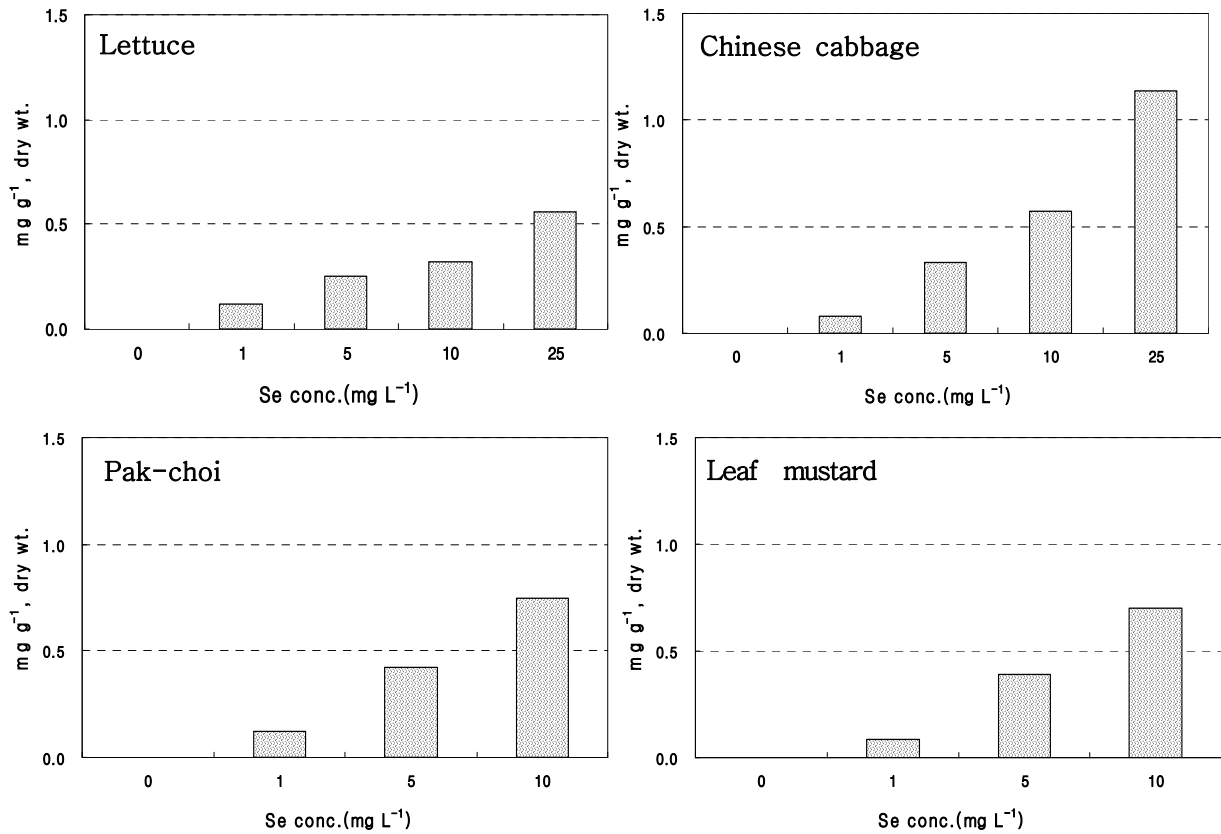 Lettuce
mg g⁻¹, dry wt.
1.5
1.0
0.5
0.0
0 1 5 10 25
Se conc.(mg L⁻¹)
Chinese cabbage
mg g⁻¹, dry wt.
1.5
1.0
0.5
0.0
0 1 5 10 25
Se conc.(mg L⁻¹)
Pak-choi
mg g⁻¹, dry wt.
1.5
1.0
0.5
0.0
0 1 5 10
Se conc.(mg L⁻¹)
Leaf mustard
mg g⁻¹, dry wt.
1.5
1.0
0.5
0.0
0 1 5 10
Se conc.(mg L⁻¹)